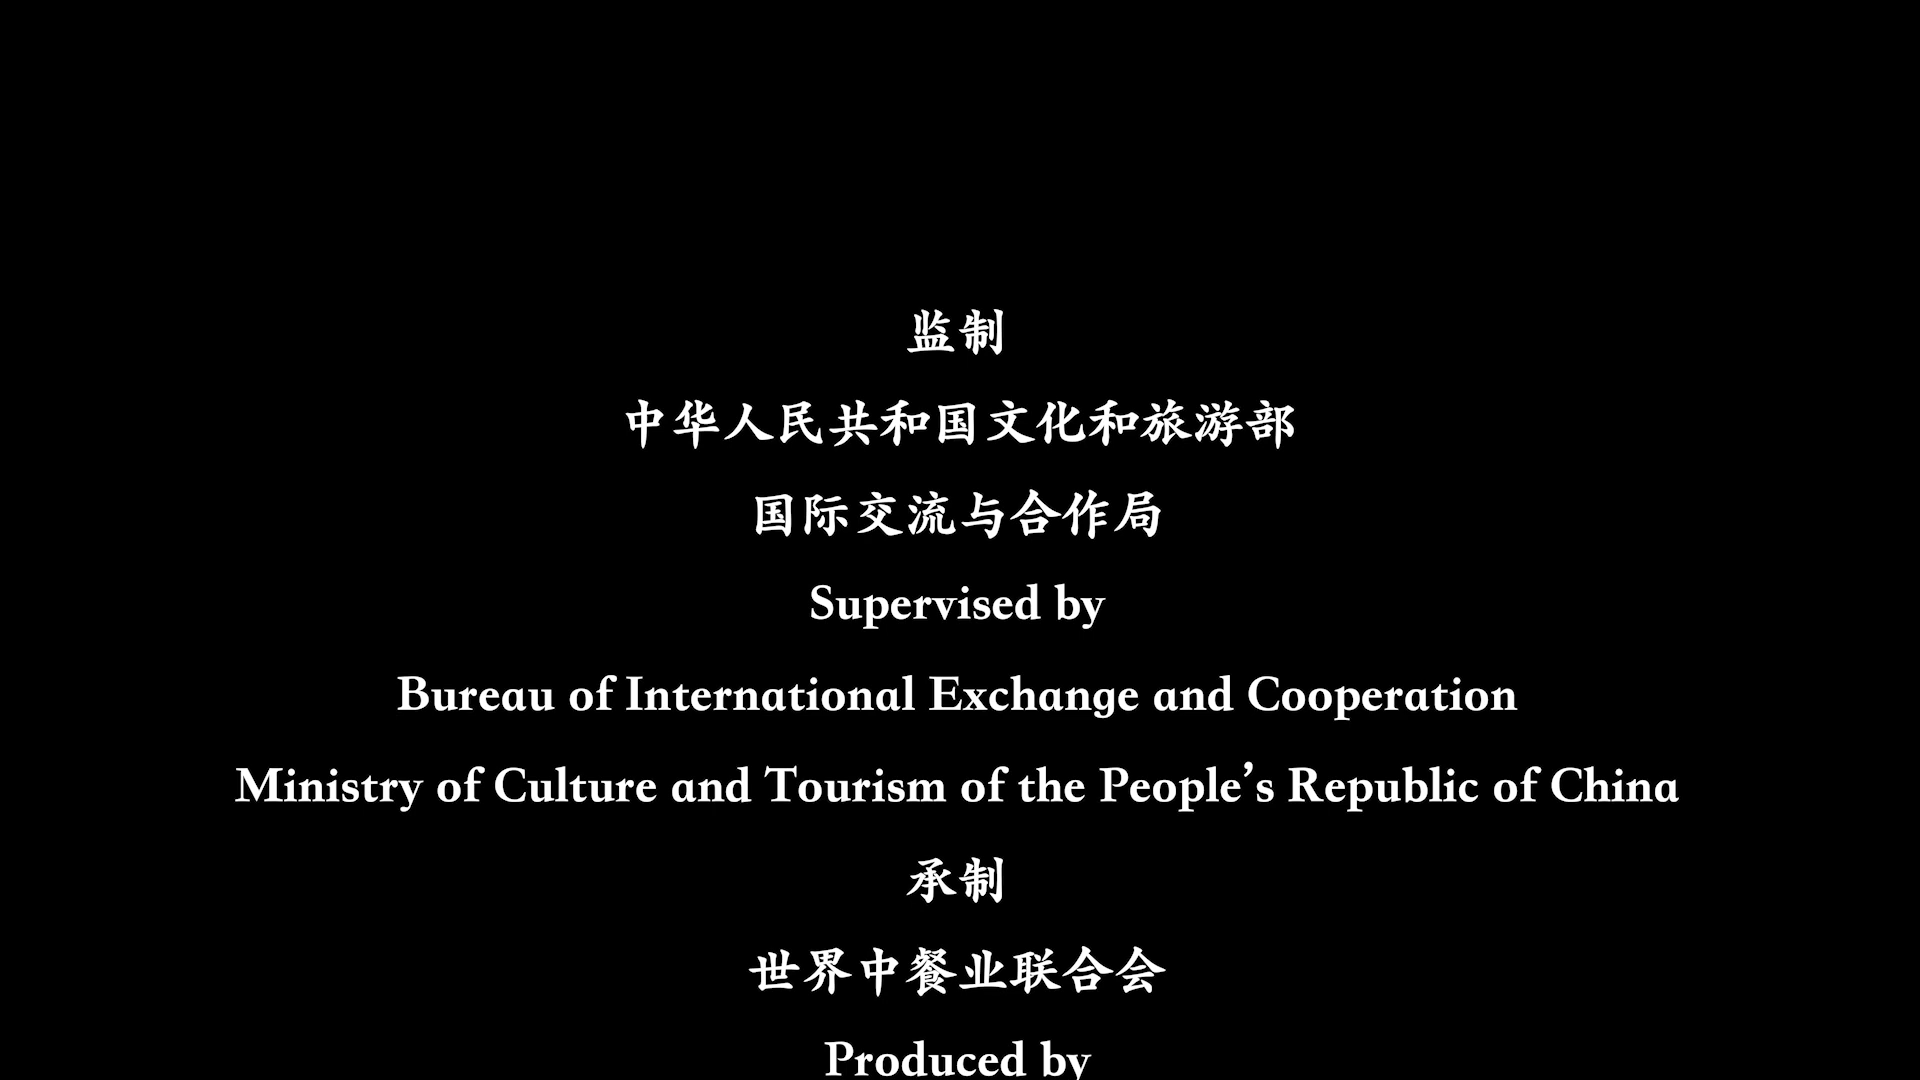 监制
中华人民共和国文化和旅游部
国际交流与合作局
Supervised by
Bureau of International Exchange and Cooperation
Ministry of Culture and Tourism of the People’s Republic of China
承制
世界中餐业联合会
Produced by